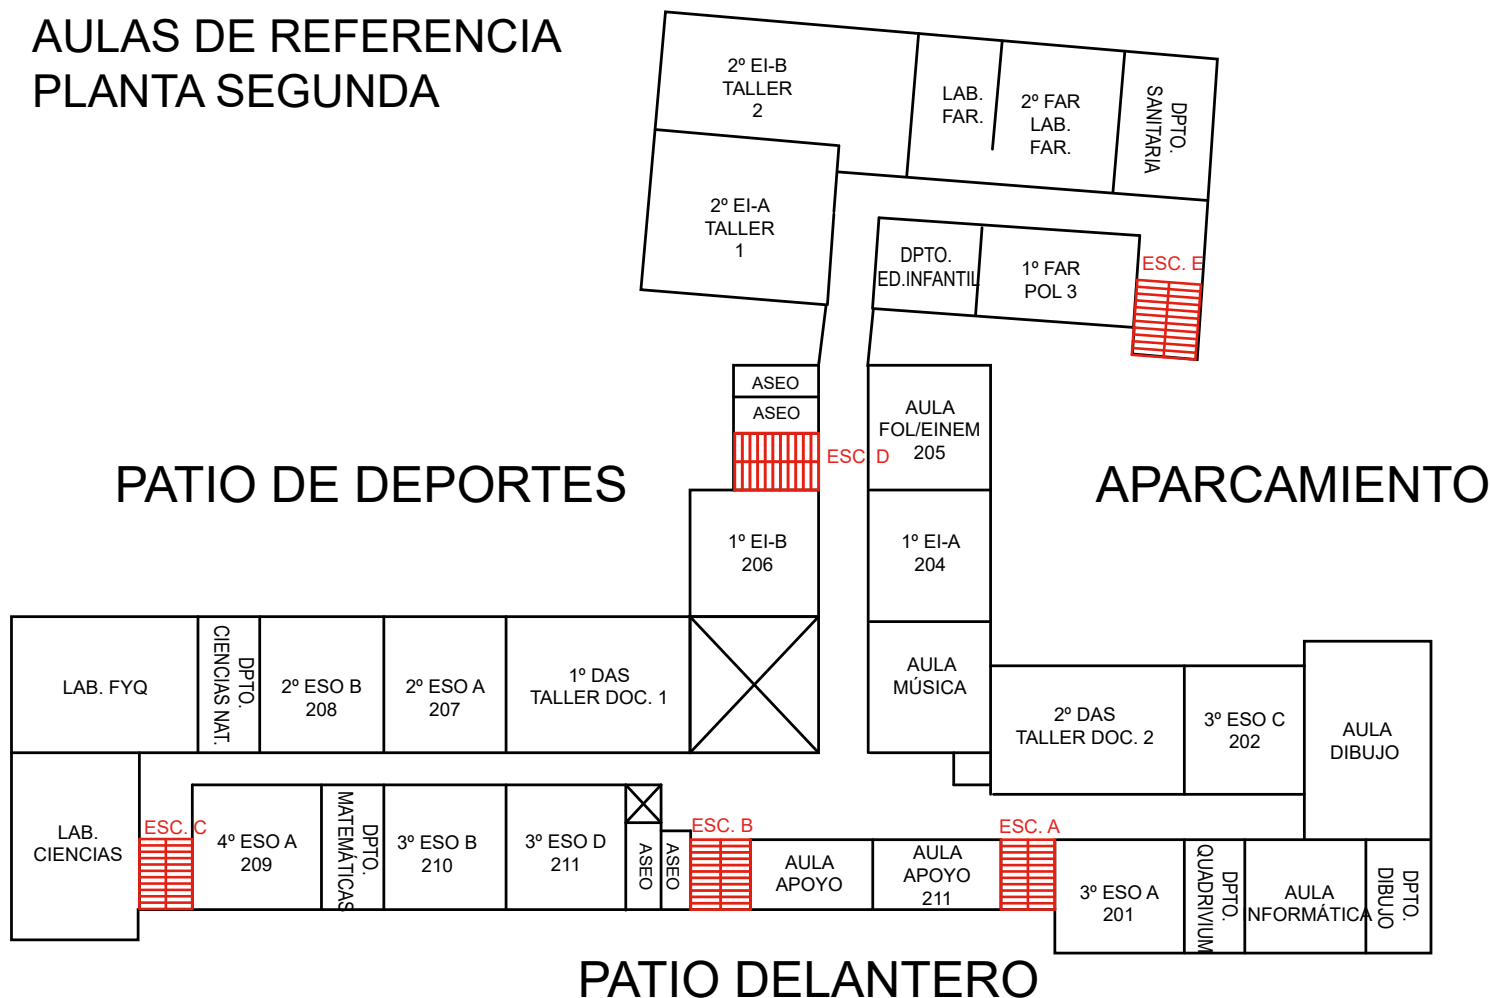 AULAS DE REFERENCIA
PLANTA SEGUNDA
2º EI-B
TALLER
2
LAB.
FAR.
2º FAR
LAB.
FAR.
DPTO.
SANITARIA
2º EI-A
TALLER
1
DPTO.
ED.INFANTIL
1º FAR
POL 3
ESC. E
ASEO
ASEO
ESC. D
AULA
FOL/EINEM
205
PATIO DE DEPORTES
APARCAMIENTO
1º EI-B
206
1º EI-A
204
LAB. FYQ
DPTO.
CIENCIAS NAT.
2º ESO B
208
2º ESO A
207
1º DAS
TALLER DOC. 1
AULA
MÚSICA
2º DAS
TALLER DOC. 2
3º ESO C
202
AULA
DIBUJO
LAB.
CIENCIAS
ESC. C
4º ESO A
209
DPTO.
MATEMÁTICAS
3º ESO B
210
3º ESO D
211
ASEO
ASEO
ESC. B
AULA
APOYO
AULA
APOYO
211
ESC. A
3º ESO A
201
DPTO.
QUADRIVIUM
AULA
NFORMÁTICA
DPTO.
DIBUJO
PATIO DELANTERO